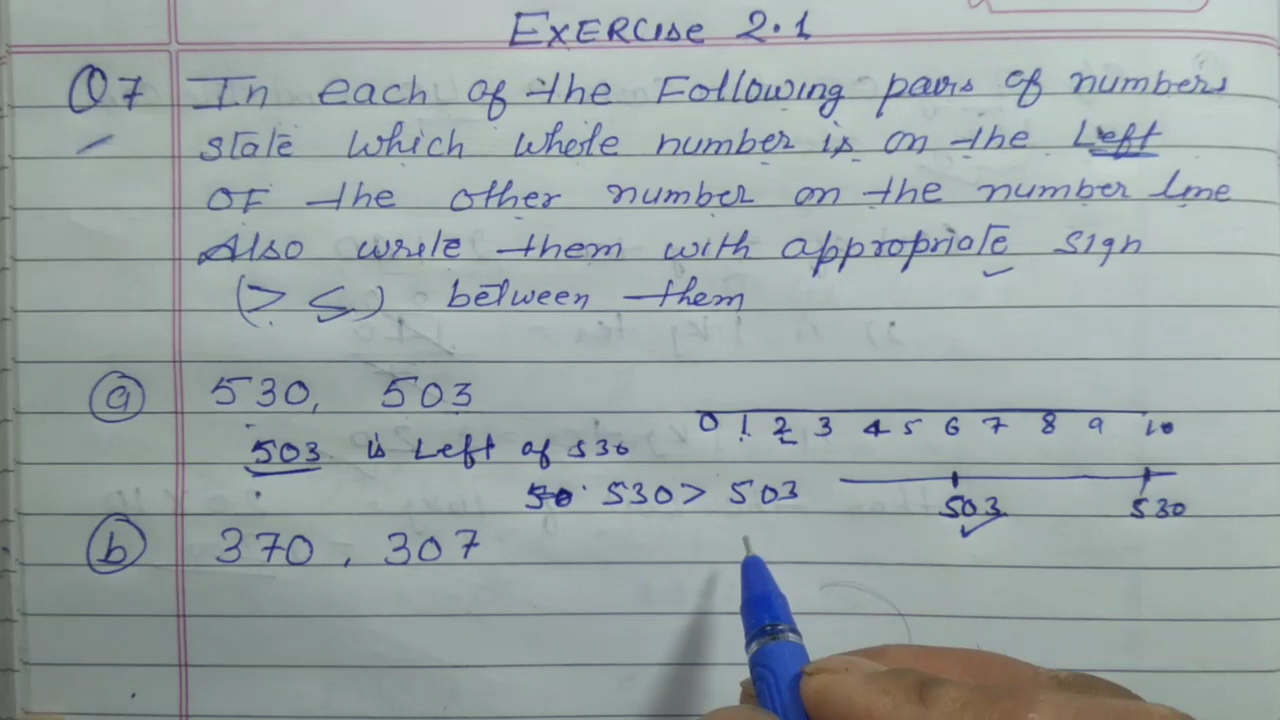 EXERCISE 2.1
Q7 In each of the Following pairs of numbers
state which whole number is on the Left
OF the other number on the number line
Also write them with appropriate sign
(> <) between them
a 530, 503
0 1 2 3 4 5 6 7 8 9 10
503 is Left of 530
530 > 503
503 530
b 370, 307